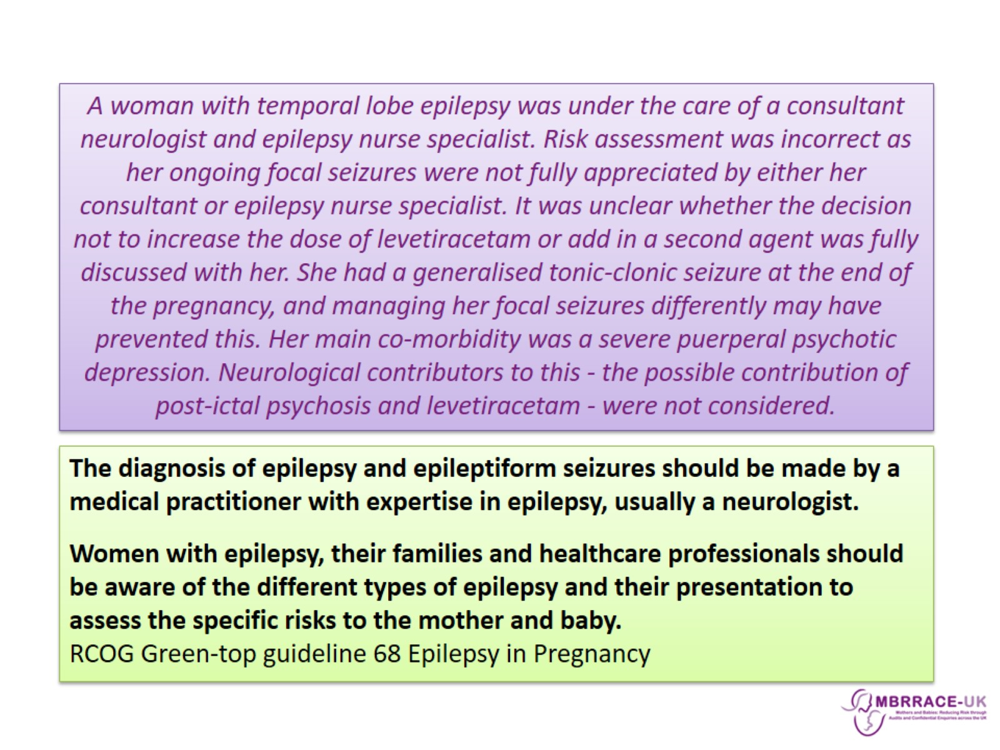 A woman with temporal lobe epilepsy was under the care of a consultant
neurologist and epilepsy nurse specialist. Risk assessment was incorrect as
her ongoing focal seizures were not fully appreciated by either her
consultant or epilepsy nurse specialist. It was unclear whether the decision
not to increase the dose of levetiracetam or add in a second agent was fully
discussed with her. She had a generalised tonic-clonic seizure at the end of
the pregnancy, and managing her focal seizures differently may have
prevented this. Her main co-morbidity was a severe puerperal psychotic
depression. Neurological contributors to this - the possible contribution of
post-ictal psychosis and levetiracetam - were not considered.
The diagnosis of epilepsy and epileptiform seizures should be made by a
medical practitioner with expertise in epilepsy, usually a neurologist.
Women with epilepsy, their families and healthcare professionals should
be aware of the different types of epilepsy and their presentation to
assess the specific risks to the mother and baby.
RCOG Green-top guideline 68 Epilepsy in Pregnancy
MBRRACE-UK
Mothers and Babies: Reducing Risk through
Audits and Confidential Enquiries across the UK